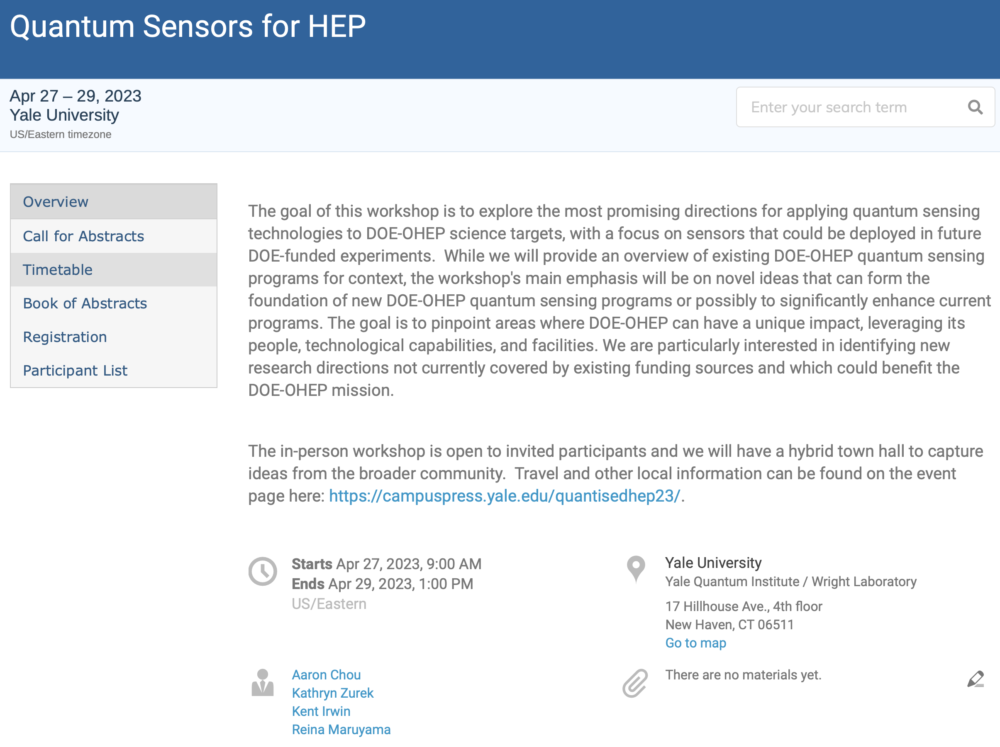 Quantum Sensors for HEP
Apr 27 – 29, 2023
Yale University
US/Eastern timezone
Enter your search term
Overview
Call for Abstracts
Timetable
Book of Abstracts
Registration
Participant List
The goal of this workshop is to explore the most promising directions for applying quantum sensing
technologies to DOE-OHEP science targets, with a focus on sensors that could be deployed in future
DOE-funded experiments.  While we will provide an overview of existing DOE-OHEP quantum sensing
programs for context, the workshop's main emphasis will be on novel ideas that can form the
foundation of new DOE-OHEP quantum sensing programs or possibly to significantly enhance current
programs. The goal is to pinpoint areas where DOE-OHEP can have a unique impact, leveraging its
people, technological capabilities, and facilities. We are particularly interested in identifying new
research directions not currently covered by existing funding sources and which could benefit the
DOE-OHEP mission.
The in-person workshop is open to invited participants and we will have a hybrid town hall to capture
ideas from the broader community.  Travel and other local information can be found on the event
page here: https://campuspress.yale.edu/quantisedhep23/.
Starts Apr 27, 2023, 9:00 AM
Ends Apr 29, 2023, 1:00 PM
US/Eastern
Yale University
Yale Quantum Institute / Wright Laboratory
17 Hillhouse Ave., 4th floor
New Haven, CT 06511
Go to map
Aaron Chou
Kathryn Zurek
Kent Irwin
Reina Maruyama
There are no materials yet.